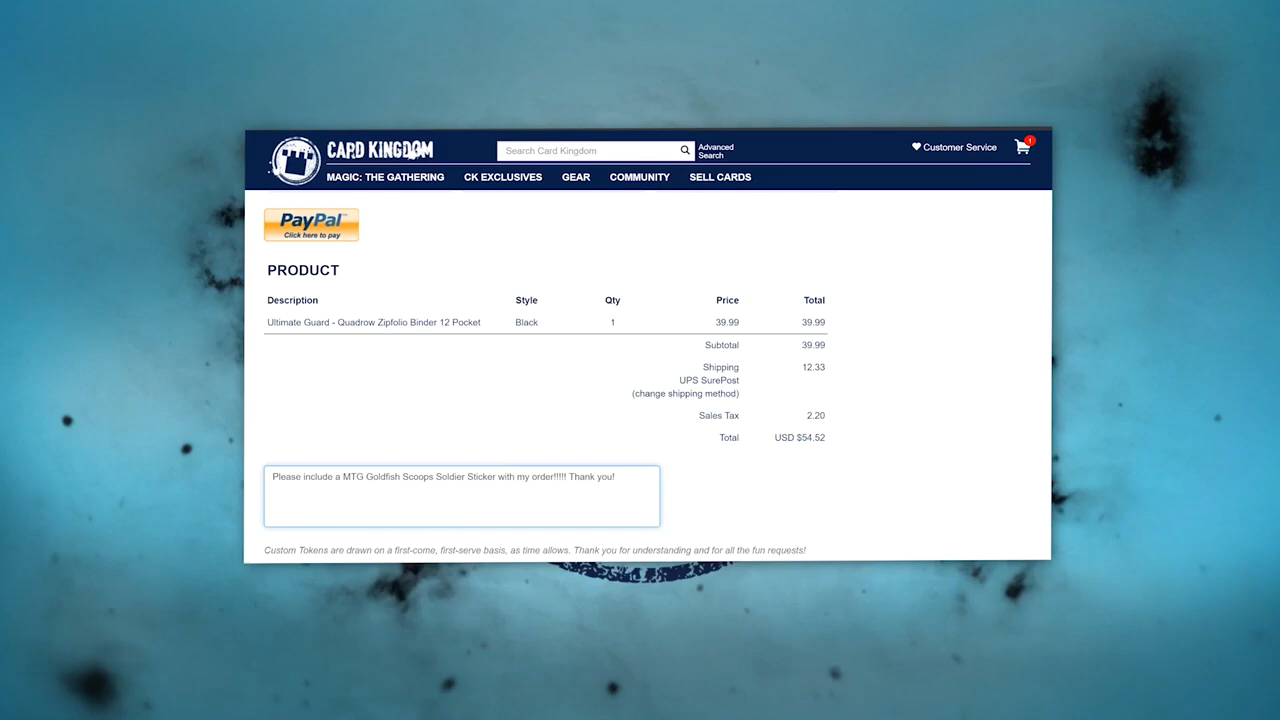 CARD KINGDOM
Search Card Kingdom
Advanced
Search
Customer Service
1
MAGIC: THE GATHERING CK EXCLUSIVES GEAR COMMUNITY SELL CARDS
PayPal™
Click here to pay
PRODUCT
Description Style Qty Price Total
Ultimate Guard - Quadrow Zipfolio Binder 12 Pocket Black 1 39.99 39.99
Subtotal 39.99
Shipping 12.33
UPS SurePost
(change shipping method)
Sales Tax 2.20
Total USD $54.52
Please include a MTG Goldfish Scoops Soldier Sticker with my order!!!!! Thank you!
Custom Tokens are drawn on a first-come, first-serve basis, as time allows. Thank you for understanding and for all the fun requests!